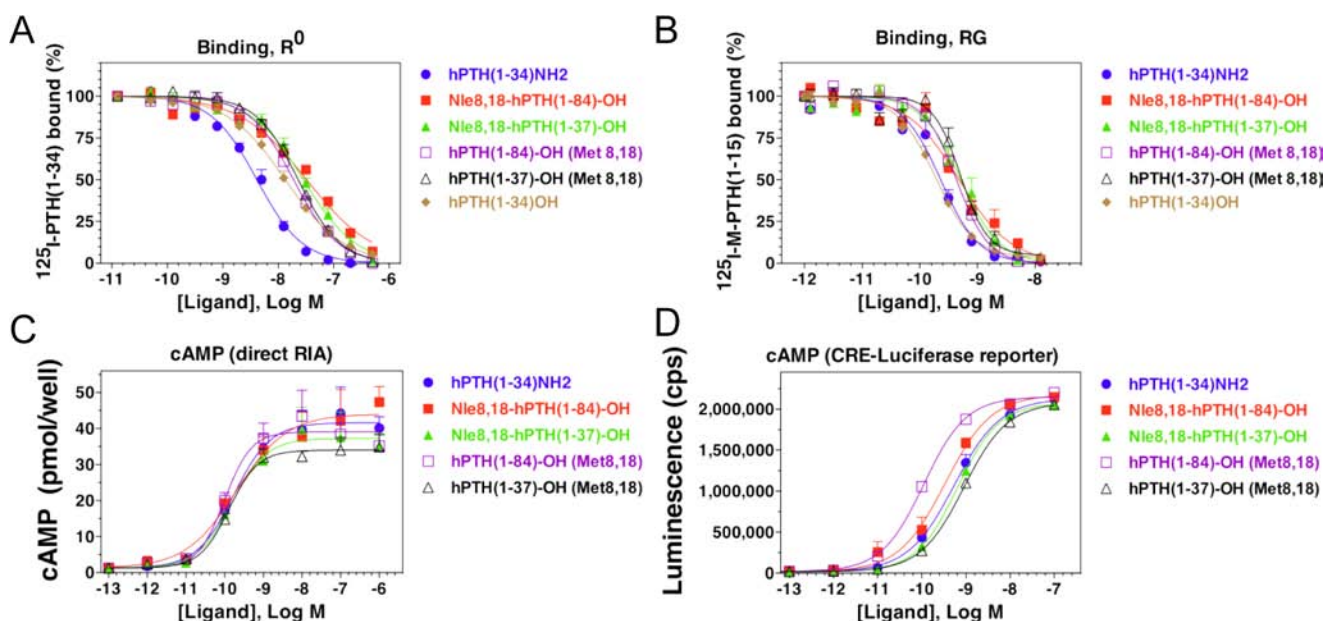 A
Binding, R0
125I-PTH(1-34) bound (%)
100
75
50
25
0
-11 -10 -9 -8 -7 -6
[Ligand], Log M
hPTH(1-34)NH2
Nle8,18-hPTH(1-84)-OH
Nle8,18-hPTH(1-37)-OH
hPTH(1-84)-OH (Met 8,18)
hPTH(1-37)-OH (Met 8,18)
hPTH(1-34)OH
B
Binding, RG
125I-M-PTH(1-15) bound (%)
100
75
50
25
0
-12 -11 -10 -9 -8
[Ligand], Log M
hPTH(1-34)NH2
Nle8,18-hPTH(1-84)-OH
Nle8,18-hPTH(1-37)-OH
hPTH(1-84)-OH (Met 8,18)
hPTH(1-37)-OH (Met 8,18)
hPTH(1-34)OH
C
cAMP (direct RIA)
cAMP (pmol/well)
50
40
30
20
10
0
-13 -12 -11 -10 -9 -8 -7 -6
[Ligand], Log M
hPTH(1-34)NH2
Nle8,18-hPTH(1-84)-OH
Nle8,18-hPTH(1-37)-OH
hPTH(1-84)-OH (Met8,18)
hPTH(1-37)-OH (Met8,18)
D
cAMP (CRE-Luciferase reporter)
Luminescence (cps)
2,000,000
1,500,000
1,000,000
500,000
0
-13 -12 -11 -10 -9 -8 -7
[Ligand], Log M
hPTH(1-34)NH2
Nle8,18-hPTH(1-84)-OH
Nle8,18-hPTH(1-37)-OH
hPTH(1-84)-OH (Met8,18)
hPTH(1-37)-OH (Met8,18)